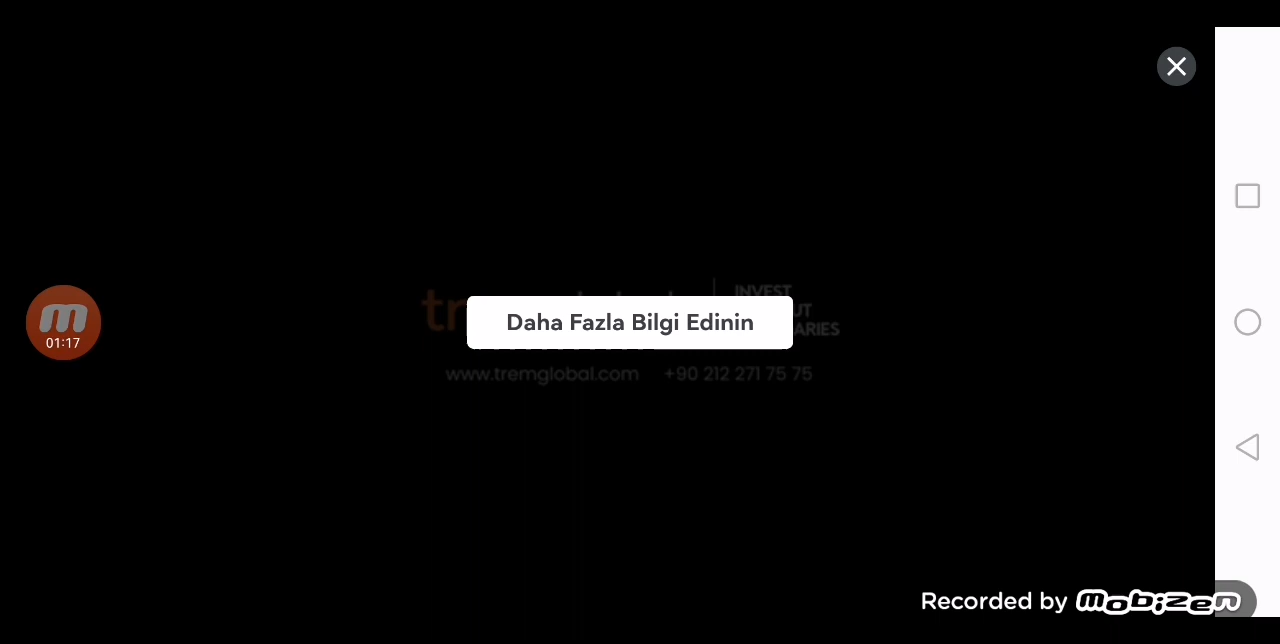 INVEST
Daha Fazla Bilgi Edinin
www.tremglobal.com +90 212 271 75 75
m
01:17
Recorded by mobizen